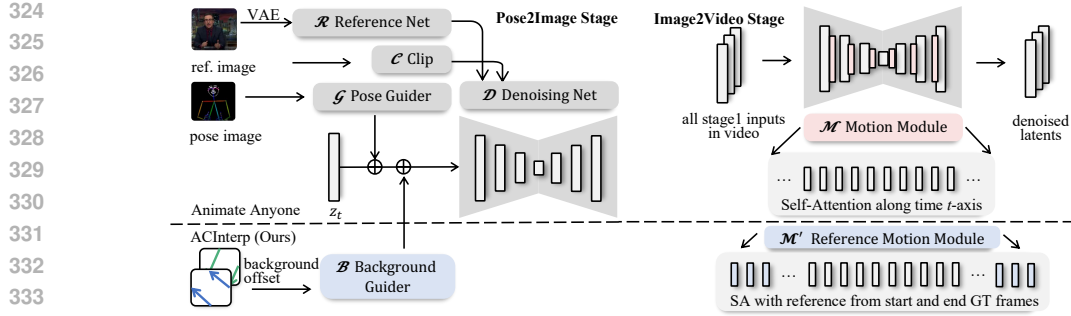 324
325
326
327
328
329
330
331
332
333
VAE
𝓡 Reference Net
Pose2Image Stage
ref. image
𝓒 Clip
𝓖 Pose Guider
𝓓 Denoising Net
pose image
z_t
Animate Anyone
Image2Video Stage
all stage1 inputs
in video
denoised
latents
𝓜 Motion Module
... ...
Self-Attention along time t-axis
ACInterp (Ours)
background
offset
𝓑 Background
Guider
𝓜′ Reference Motion Module
... ...
SA with reference from start and end GT frames